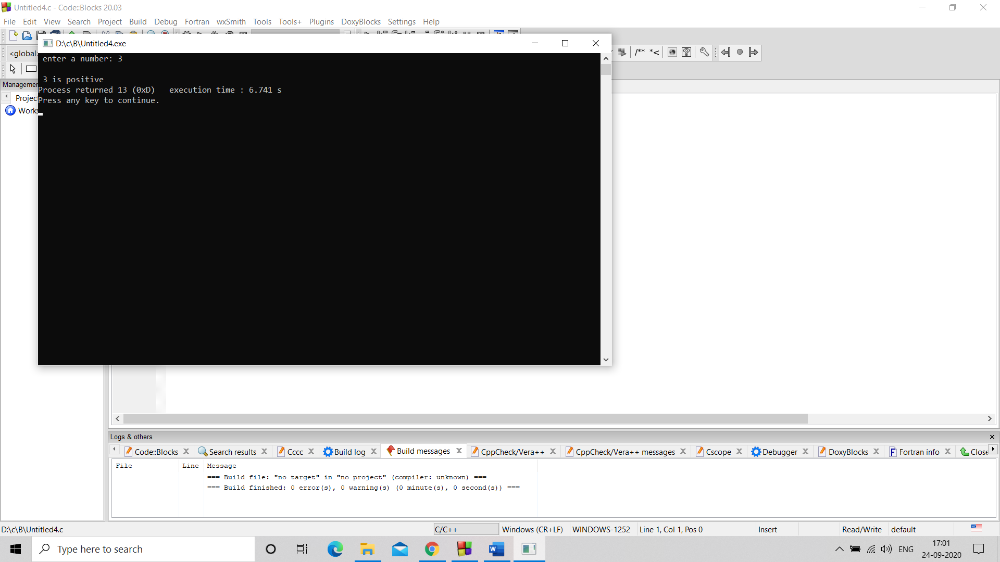 Untitled4.c - Code::Blocks 20.03
File Edit View Search Project Build Debug Fortran wxSmith Tools Tools+ Plugins DoxyBlocks Settings Help
D:\c\B\Untitled4.exe
<global
/** *<
enter a number: 3
3 is positive
Process returned 13 (0xD) execution time : 6.741 s
Press any key to continue.
Managemen
Projec
Works
Logs & others
Code::Blocks Search results Cccc Build log Build messages CppCheck/Vera++ CppCheck/Vera++ messages Cscope Debugger DoxyBlocks Fortran info Close
File Line Message
=== Build file: "no target" in "no project" (compiler: unknown) ===
=== Build finished: 0 error(s), 0 warning(s) (0 minute(s), 0 second(s)) ===
D:\c\B\Untitled4.c C/C++ Windows (CR+LF) WINDOWS-1252 Line 1, Col 1, Pos 0 Insert Read/Write default
Type here to search
ENG
17:01
24-09-2020